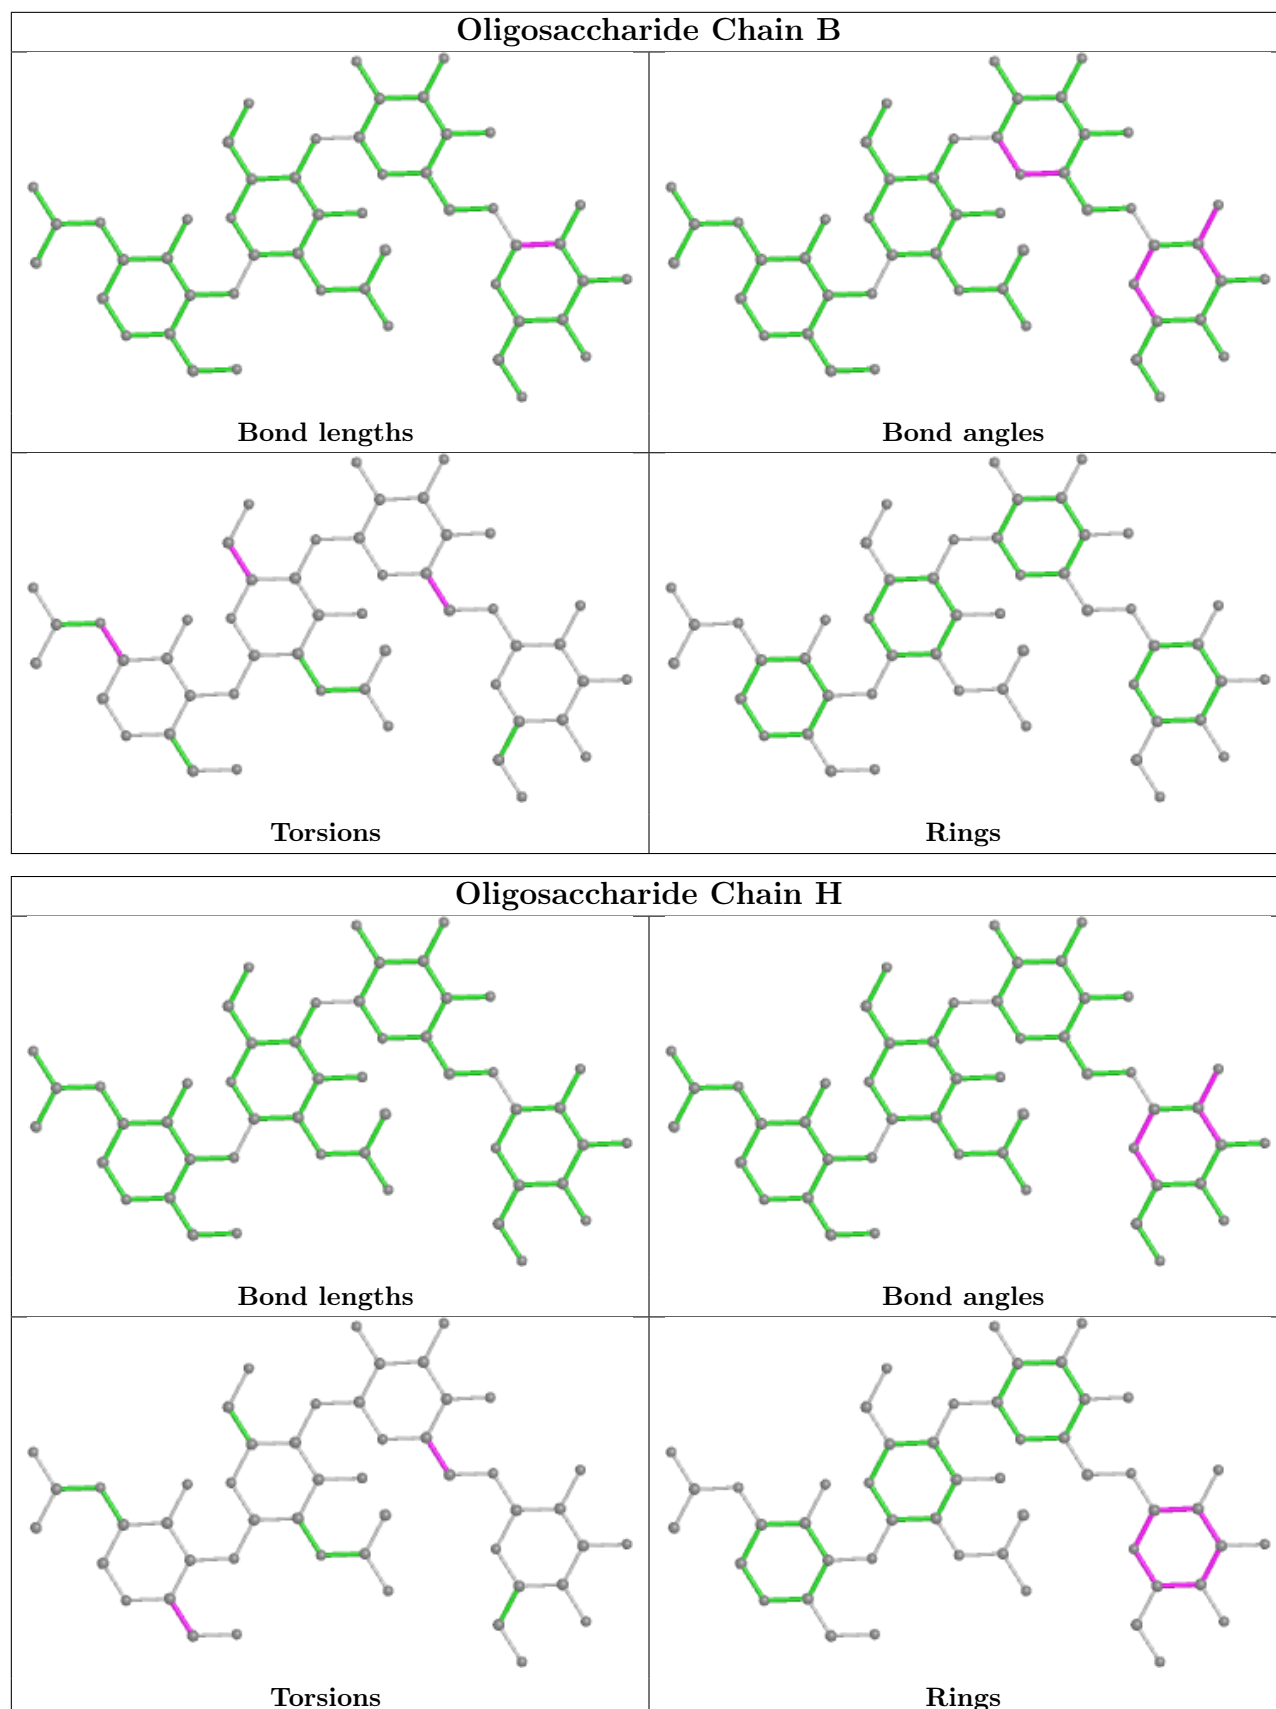 Oligosaccharide Chain B
Bond lengths
Bond angles
Torsions
Rings
Oligosaccharide Chain H
Bond lengths
Bond angles
Torsions
Rings